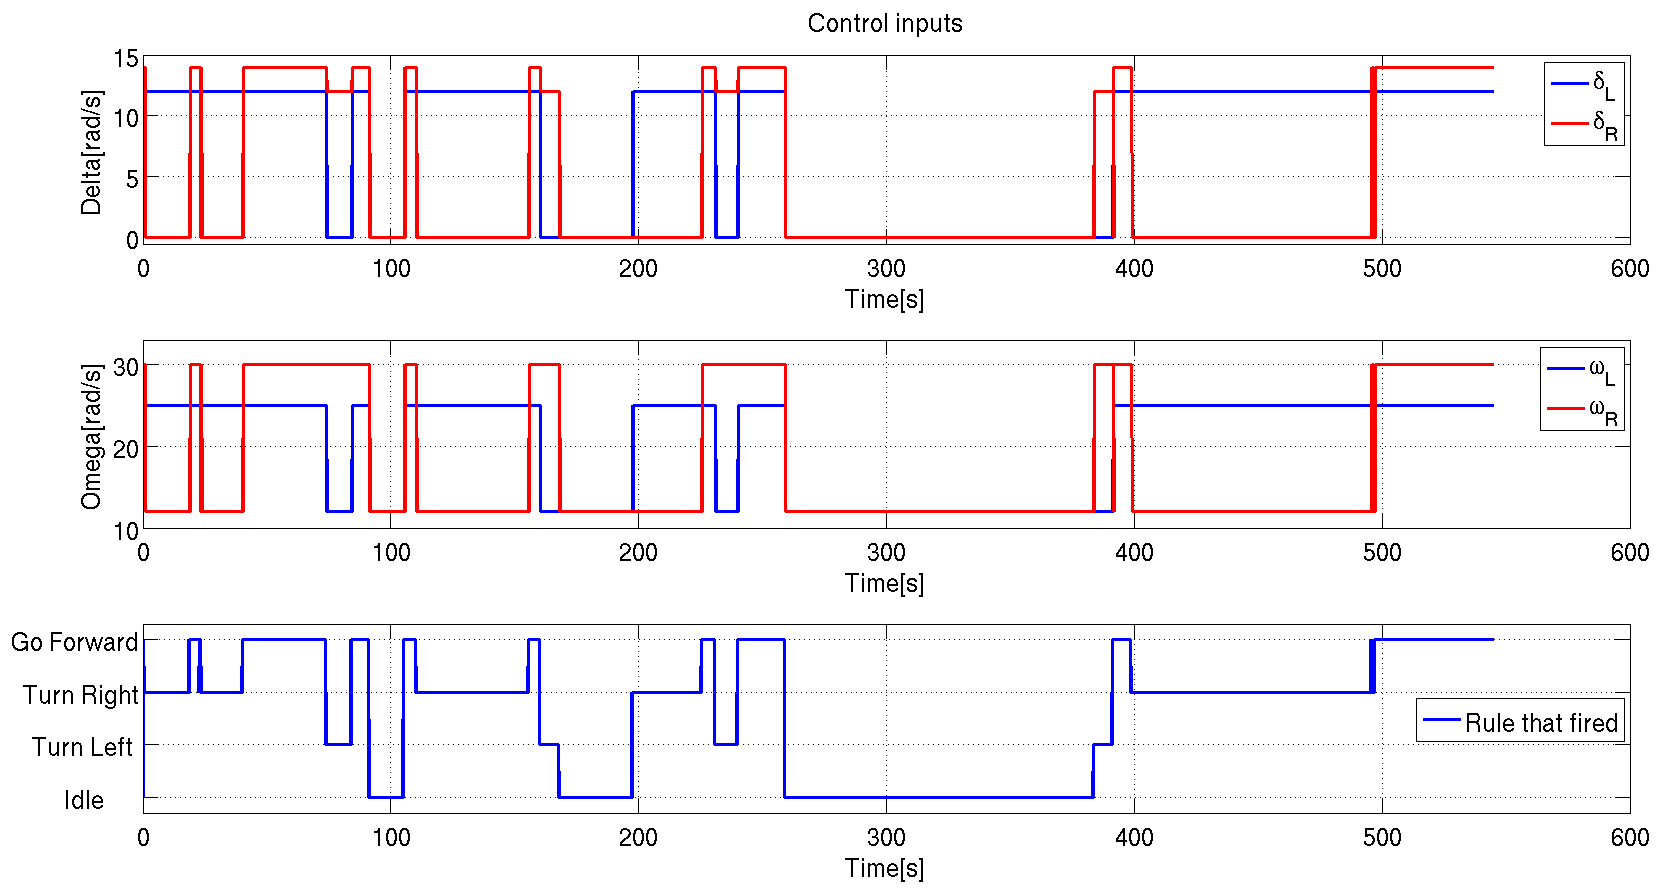 Control inputs
15
10
5
0
Delta[rad/s]
δL
δR
0 100 200 300 400 500 600
Time[s]
30
20
10
Omega[rad/s]
ωL
ωR
0 100 200 300 400 500 600
Time[s]
Go Forward
Turn Right
Turn Left
Idle
Rule that fired
0 100 200 300 400 500 600
Time[s]